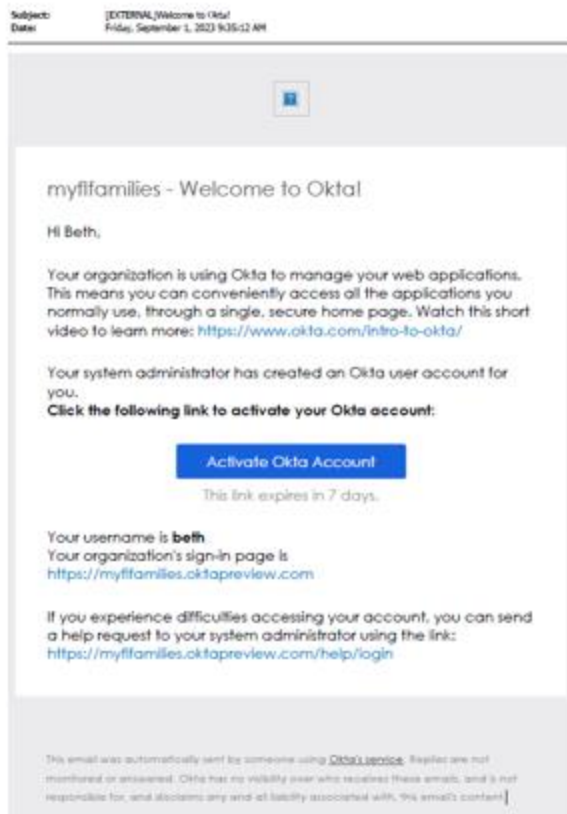 Subject: [EXTERNAL]Welcome to Okta!
Date: Friday, September 1, 2023 9:35:12 AM
?
myflfamilies - Welcome to Okta!
Hi Beth,
Your organization is using Okta to manage your web applications.
This means you can conveniently access all the applications you
normally use, through a single, secure home page. Watch this short
video to learn more: https://www.okta.com/intro-to-okta/
Your system administrator has created an Okta user account for
you.
Click the following link to activate your Okta account:
Activate Okta Account
This link expires in 7 days.
Your username is beth
Your organization's sign-in page is
https://myflfamilies.oktapreview.com
If you experience difficulties accessing your account, you can send
a help request to your system administrator using the link:
https://myflfamilies.oktapreview.com/help/login
This email was automatically sent by someone using Okta's service. Replies are not
monitored or answered. Okta has no visibility over who receives these emails, and is not
responsible for, and disclaims any and all liability associated with, this email's content